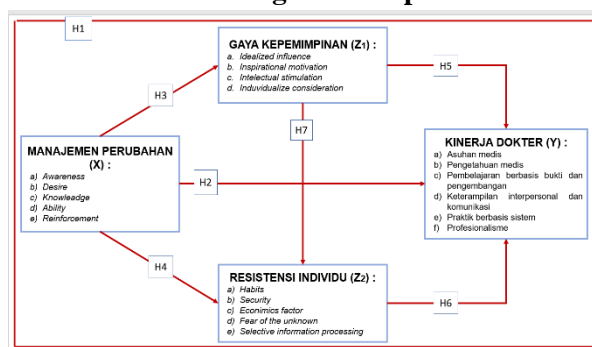 H1
GAYA KEPEMIMPINAN (Z1) :
a. Idealized influence
b. Inspirational motivation
c. Intelectual stimulation
d. Induvidualize consideration
H3
H5
H7
MANAJEMEN PERUBAHAN
(X) :
a) Awareness
b) Desire
c) Knowleadge
d) Ability
e) Reinforcement
H2
KINERJA DOKTER (Y) :
a) Asuhan medis
b) Pengetahuan medis
c) Pembelajaran berbasis bukti dan
pengembangan
d) Keterampilan interpersonal dan
komunikasi
e) Praktik berbasis sistem
f) Profesionalisme
H4
RESISTENSI INDIVIDU (Z2) :
a) Habits
b) Security
c) Econimics factor
d) Fear of the unknown
e) Selective information processing
H6